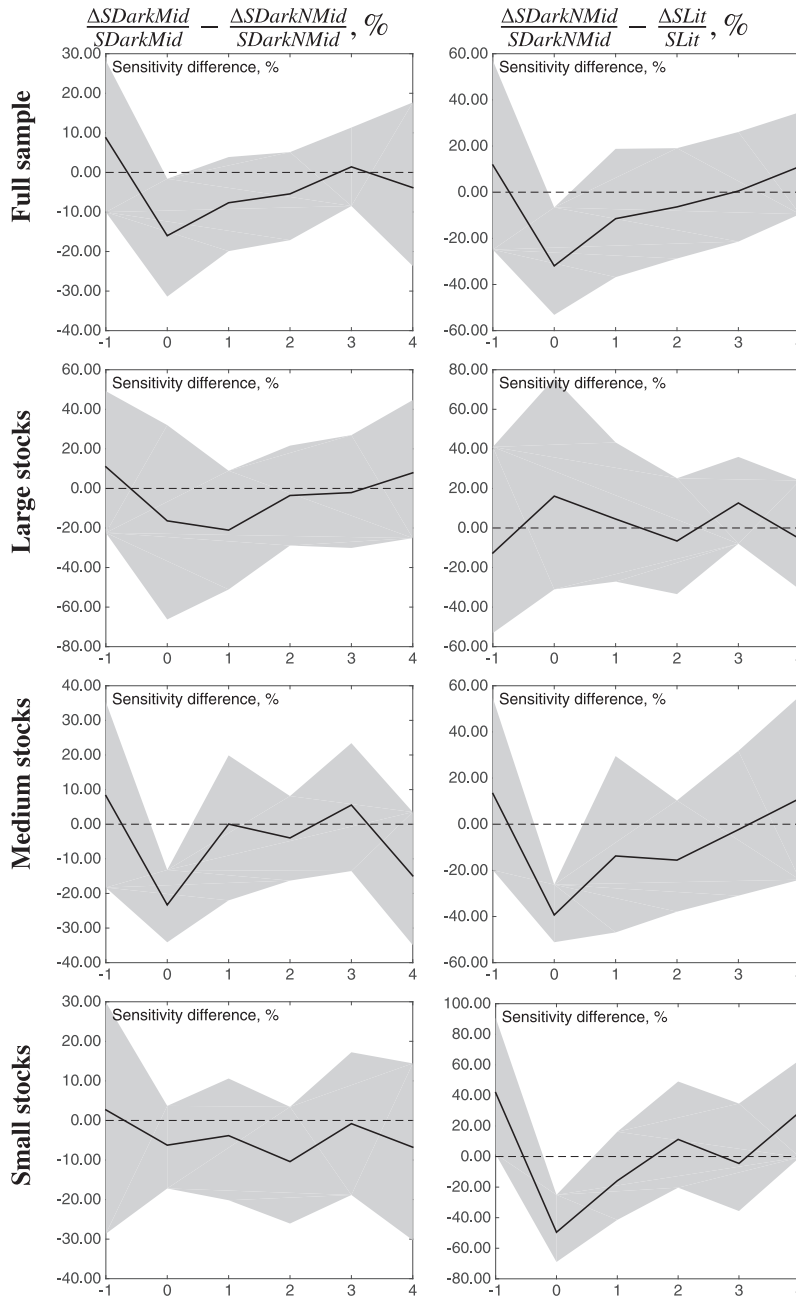 ΔSDarkMid/SDarkMid − ΔSDarkNMid/SDarkNMid, %
ΔSDarkNMid/SDarkNMid − ΔSLit/SLit, %
Full sample
Sensitivity difference, %
30.00
20.00
10.00
0.00
-10.00
-20.00
-30.00
-40.00
-1 0 1 2 3 4
Sensitivity difference, %
60.00
40.00
20.00
0.00
-20.00
-40.00
-60.00
-1 0 1 2 3
Large stocks
Sensitivity difference, %
60.00
40.00
20.00
0.00
-20.00
-40.00
-60.00
-80.00
-1 0 1 2 3 4
Sensitivity difference, %
80.00
60.00
40.00
20.00
0.00
-20.00
-40.00
-60.00
-1 0 1 2 3
Medium stocks
Sensitivity difference, %
40.00
30.00
20.00
10.00
0.00
-10.00
-20.00
-30.00
-40.00
-1 0 1 2 3 4
Sensitivity difference, %
60.00
40.00
20.00
0.00
-20.00
-40.00
-60.00
-1 0 1 2 3
Small stocks
Sensitivity difference, %
30.00
20.00
10.00
0.00
-10.00
-20.00
-30.00
-40.00
-1 0 1 2 3 4
Sensitivity difference, %
100.00
80.00
60.00
40.00
20.00
0.00
-20.00
-40.00
-60.00
-80.00
-1 0 1 2 3